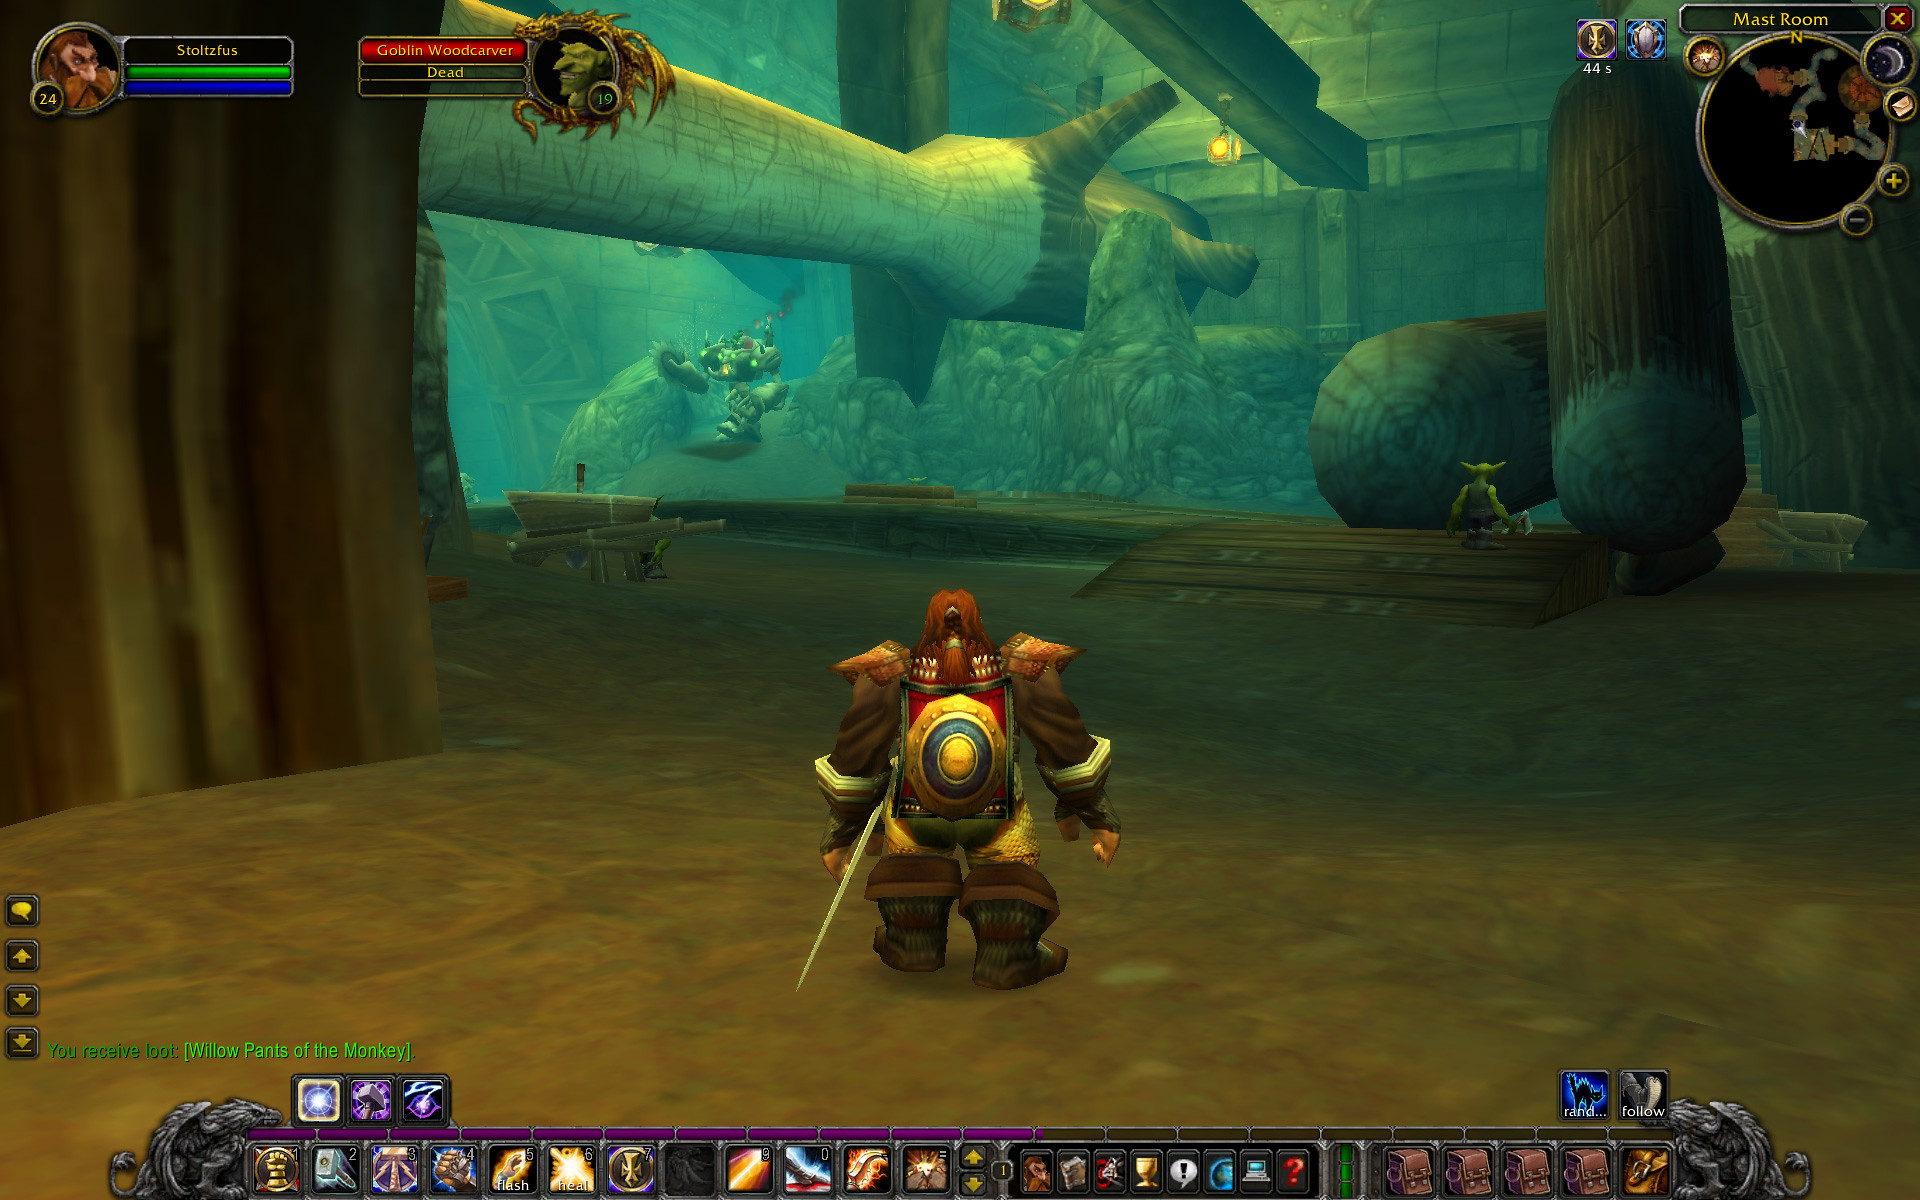 Stoltzfus
24
Goblin Woodcarver
Dead
19
44 s
Mast Room
N
You receive loot: [Willow Pants of the Monkey].
rand...
follow
1
2
3
4
5
flash
6
heal
7
9
0
-
=
1